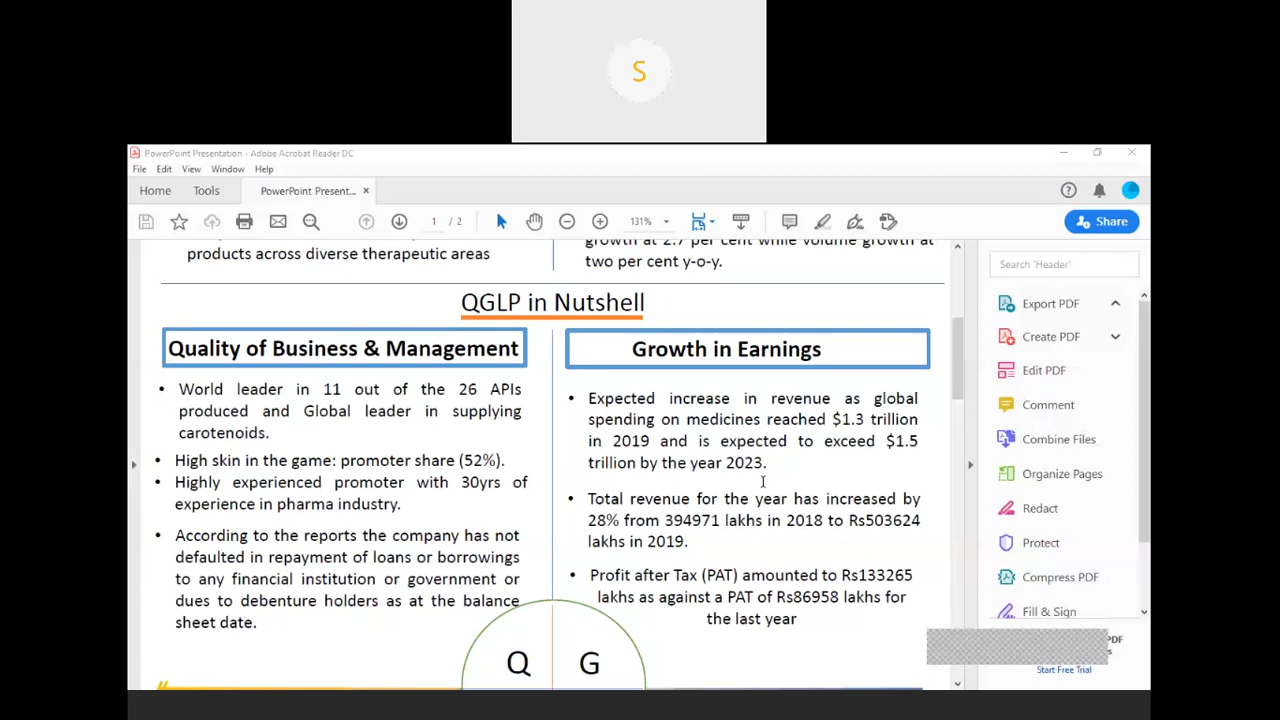 S
PowerPoint Presentation - Adobe Acrobat Reader DC
File Edit View Window Help
Home Tools PowerPoint Present... ×
1 / 2 131% Share
products across diverse therapeutic areas
growth at 2.7 per cent while volume growth at
two per cent y-o-y.
QGLP in Nutshell
Quality of Business & Management
• World leader in 11 out of the 26 APIs
produced and Global leader in supplying
carotenoids.
• High skin in the game: promoter share (52%).
• Highly experienced promoter with 30yrs of
experience in pharma industry.
• According to the reports the company has not
defaulted in repayment of loans or borrowings
to any financial institution or government or
dues to debenture holders as at the balance
sheet date.
Growth in Earnings
• Expected increase in revenue as global
spending on medicines reached $1.3 trillion
in 2019 and is expected to exceed $1.5
trillion by the year 2023.
• Total revenue for the year has increased by
28% from 394971 lakhs in 2018 to Rs503624
lakhs in 2019.
• Profit after Tax (PAT) amounted to Rs133265
lakhs as against a PAT of Rs86958 lakhs for
the last year
Q G
Search 'Header'
Export PDF
Create PDF
Edit PDF
Comment
Combine Files
Organize Pages
Redact
Protect
Compress PDF
Fill & Sign
Start Free Trial